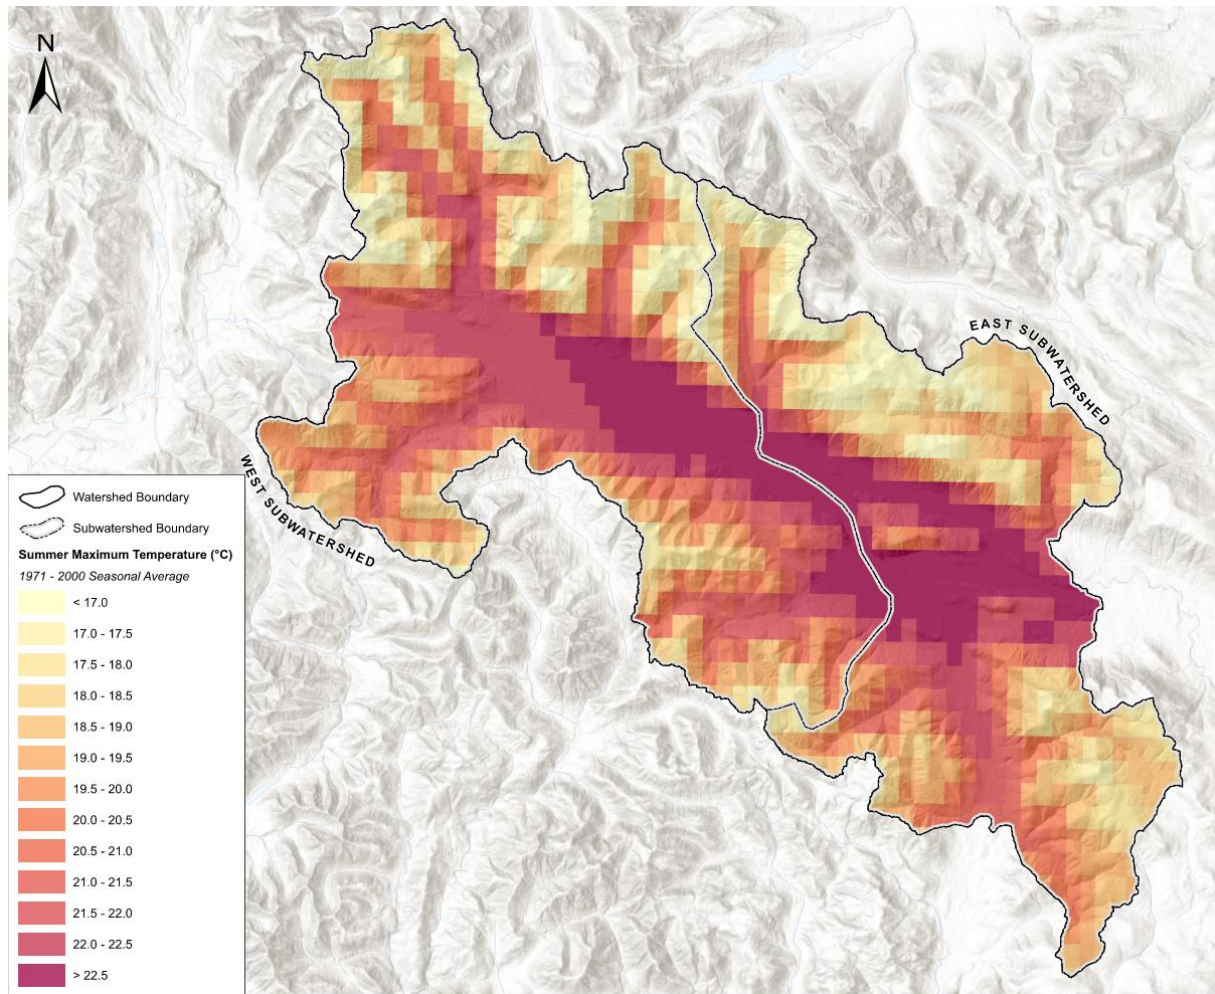 N
EAST SUBWATERSHED
WEST SUBWATERSHED
Watershed Boundary
Subwatershed Boundary
Summer Maximum Temperature (°C)
1971 - 2000 Seasonal Average
< 17.0
17.0 - 17.5
17.5 - 18.0
18.0 - 18.5
18.5 - 19.0
19.0 - 19.5
19.5 - 20.0
20.0 - 20.5
20.5 - 21.0
21.0 - 21.5
21.5 - 22.0
22.0 - 22.5
> 22.5